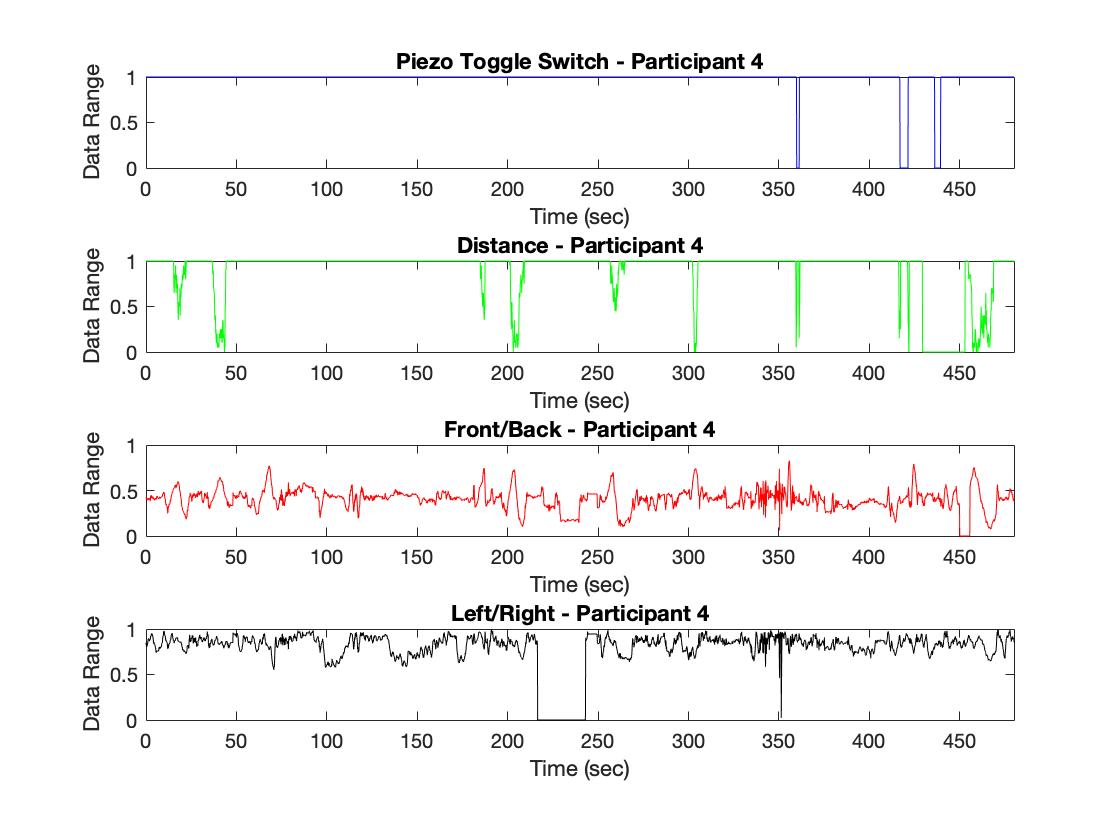 Piezo Toggle Switch - Participant 4
Data Range
1
0.5
0
0 50 100 150 200 250 300 350 400 450
Time (sec)
Distance - Participant 4
Data Range
1
0.5
0
0 50 100 150 200 250 300 350 400 450
Time (sec)
Front/Back - Participant 4
Data Range
1
0.5
0
0 50 100 150 200 250 300 350 400 450
Time (sec)
Left/Right - Participant 4
Data Range
1
0.5
0
0 50 100 150 200 250 300 350 400 450
Time (sec)